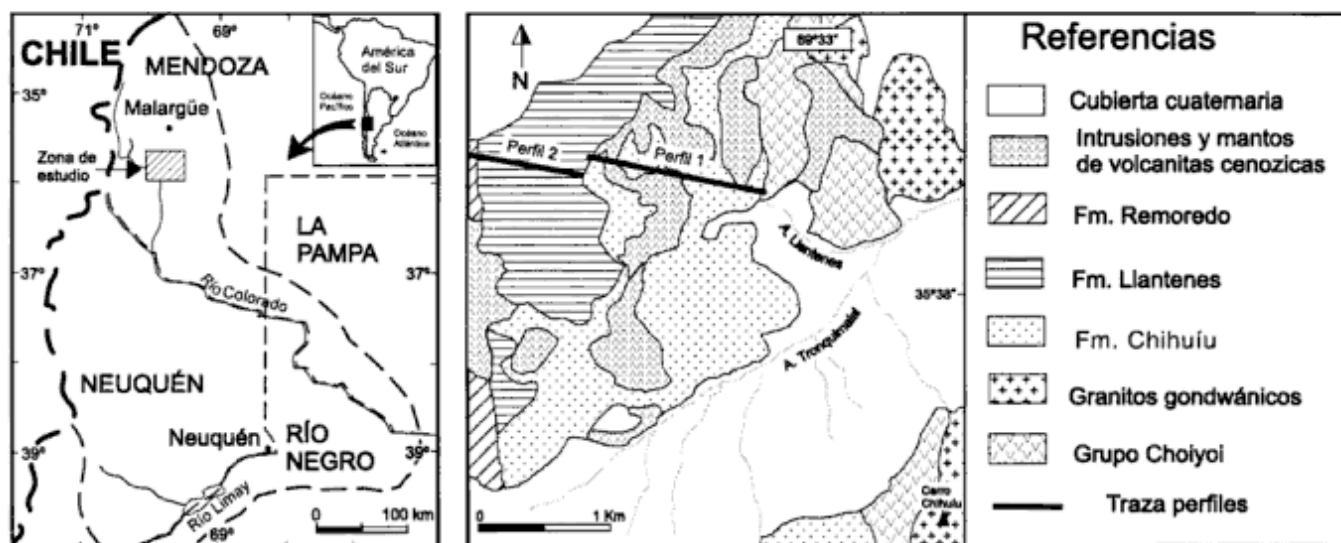 71°
69°
CHILE
MENDOZA
América
del Sur
35°
Malargüe
Océano
Pacífico
Océano
Atlántico
Zona de
estudio
LA
PAMPA
37°
37°
Río Colorado
NEUQUÉN
Neuquén
RÍO
NEGRO
39°
39°
Río Limay
69°
0
100 km
N
69°33'
Perfil 2
Perfil 1
A. Llantenes
35°38'
A. Tronquimalal
Cerro
Chihuíu
0
1 Km
Referencias
Cubierta cuaternaria
Intrusiones y mantos
de volcanitas cenozicas
Fm. Remoredo
Fm. Llantenes
Fm. Chihuíu
Granitos gondwánicos
Grupo Choiyoi
Traza perfiles